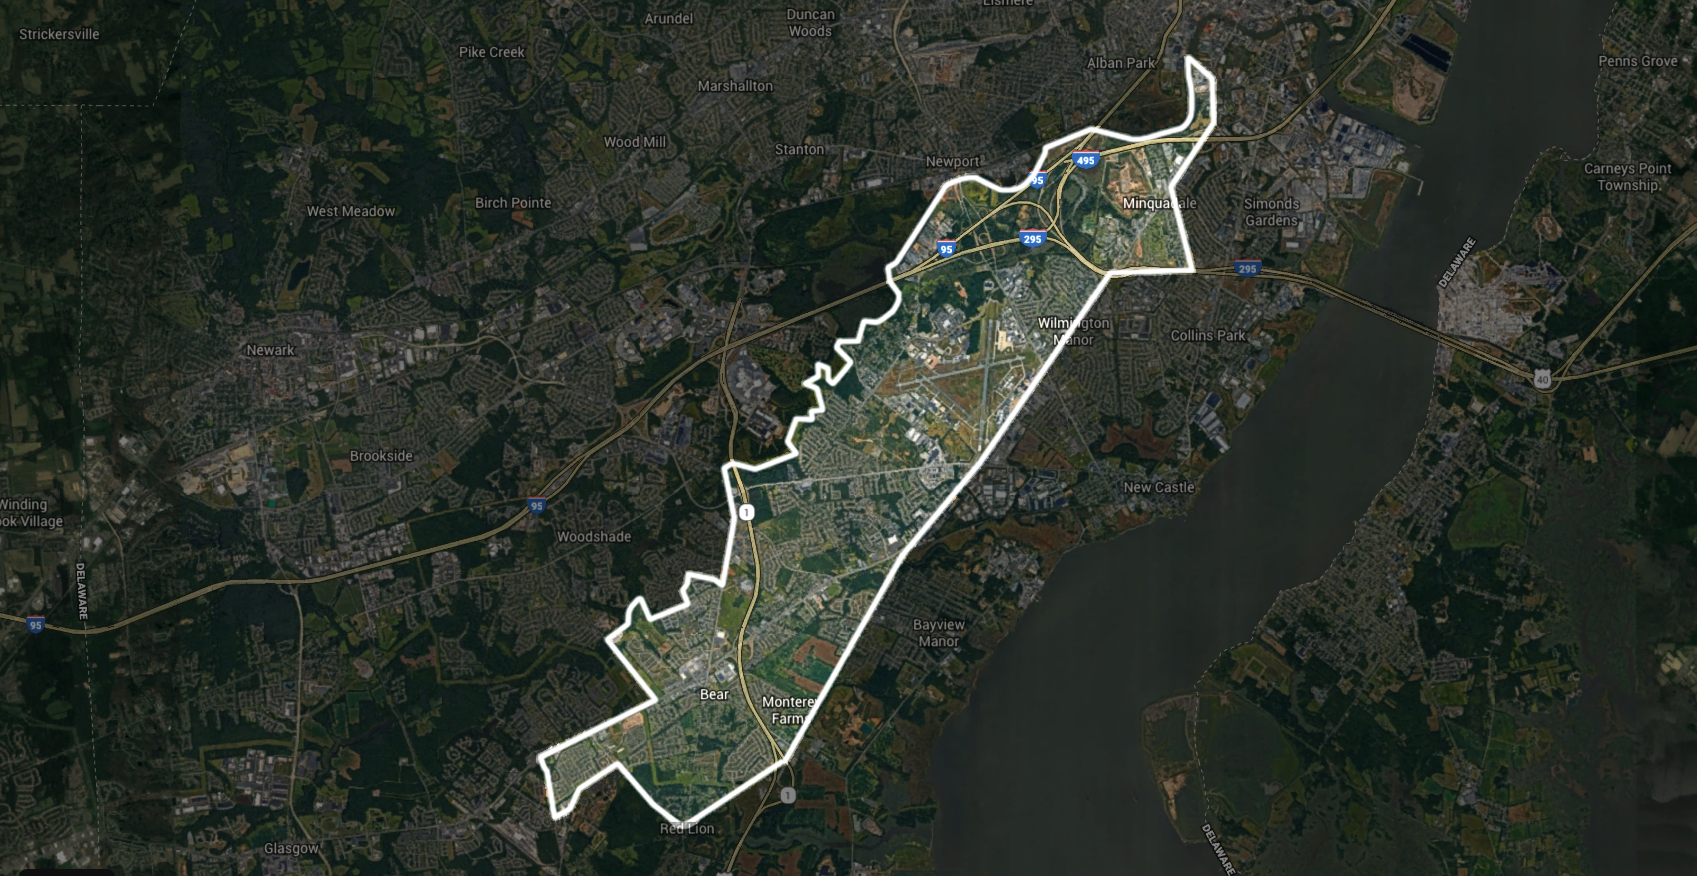 Elsmere
Strickersville
Arundel
Duncan
Woods
Pike Creek
Alban Park
Penns Grove
Marshallton
Wood Mill
Stanton
Newport
495
95
Carneys Point
Township
West Meadow
Birch Pointe
Minquadale
Simonds
Gardens
295
95
DELAWARE
295
Wilmington
Manor
Collins Park
Newark
40
Brookside
New Castle
Winding
ok Village
95
1
Woodshade
DELAWARE
95
Bayview
Manor
Bear
Monterey
Farms
1
Red Lion
Glasgow
DELAWARE